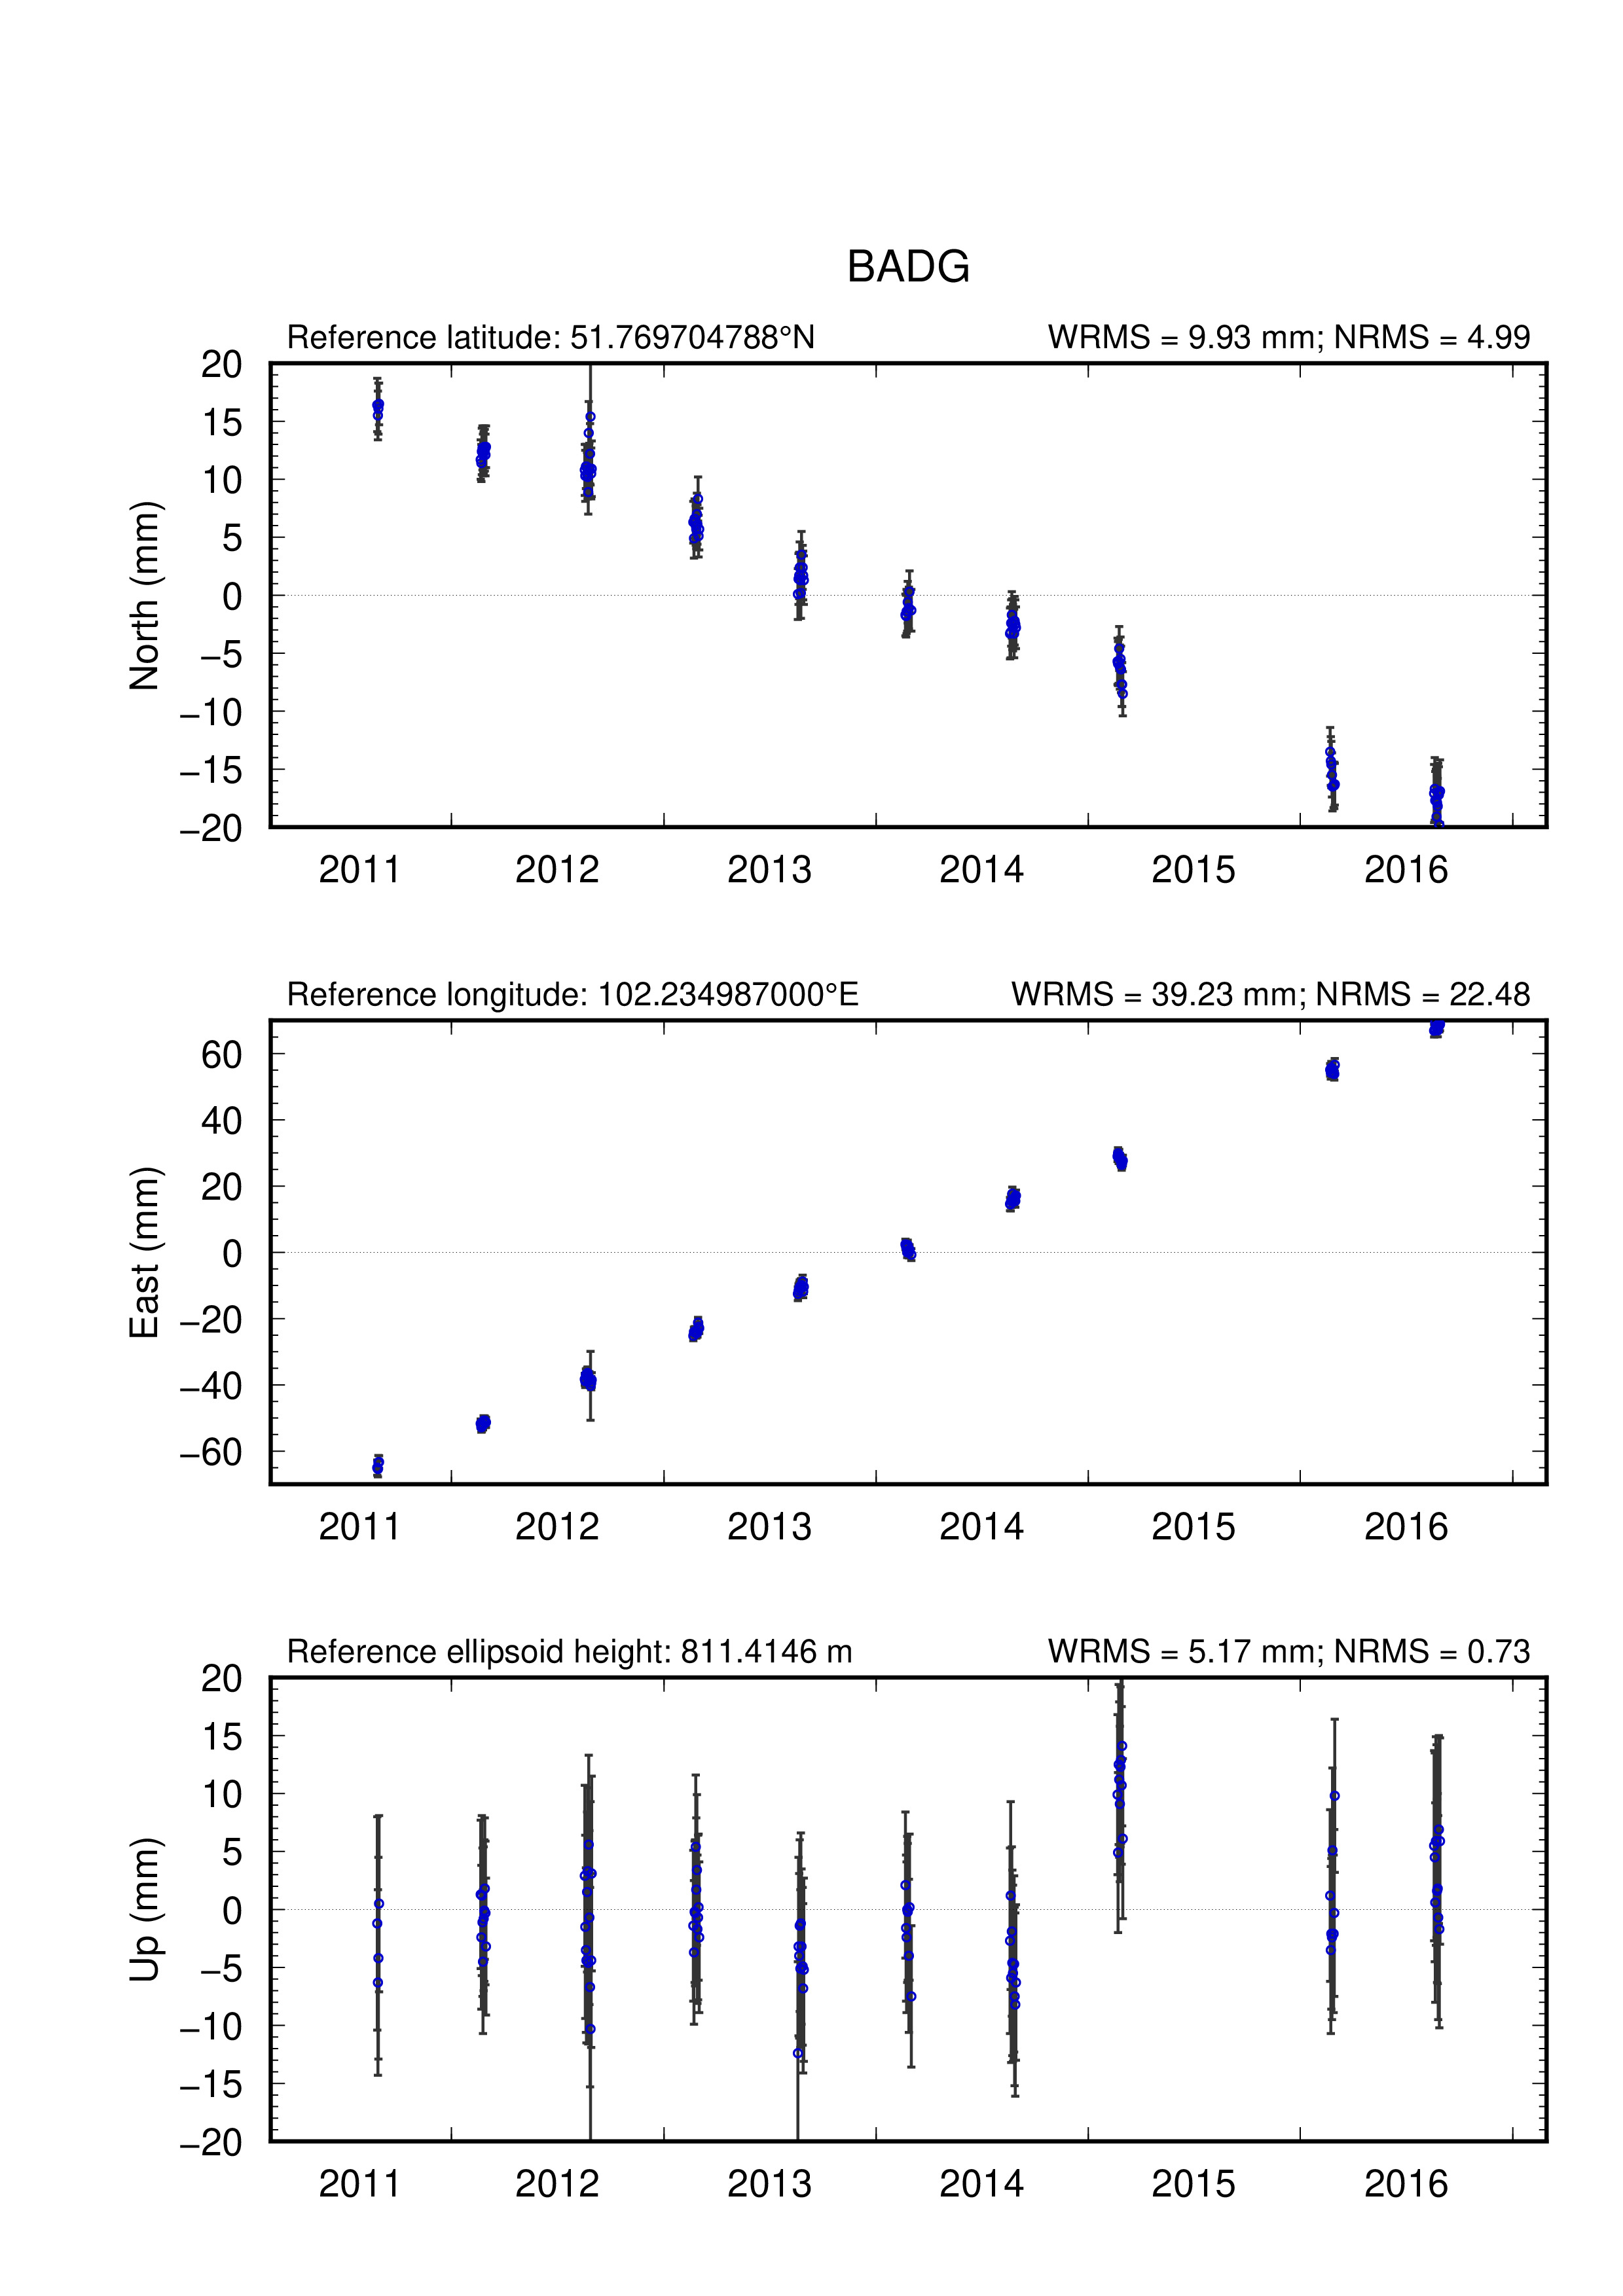 BADG
Reference latitude: 51.769704788°N WRMS = 9.93 mm; NRMS = 4.99
20
15
10
5
0
−5
−10
−15
−20
North (mm)
2011 2012 2013 2014 2015 2016
Reference longitude: 102.234987000°E WRMS = 39.23 mm; NRMS = 22.48
60
40
20
0
−20
−40
−60
East (mm)
2011 2012 2013 2014 2015 2016
Reference ellipsoid height: 811.4146 m WRMS = 5.17 mm; NRMS = 0.73
20
15
10
5
0
−5
−10
−15
−20
Up (mm)
2011 2012 2013 2014 2015 2016